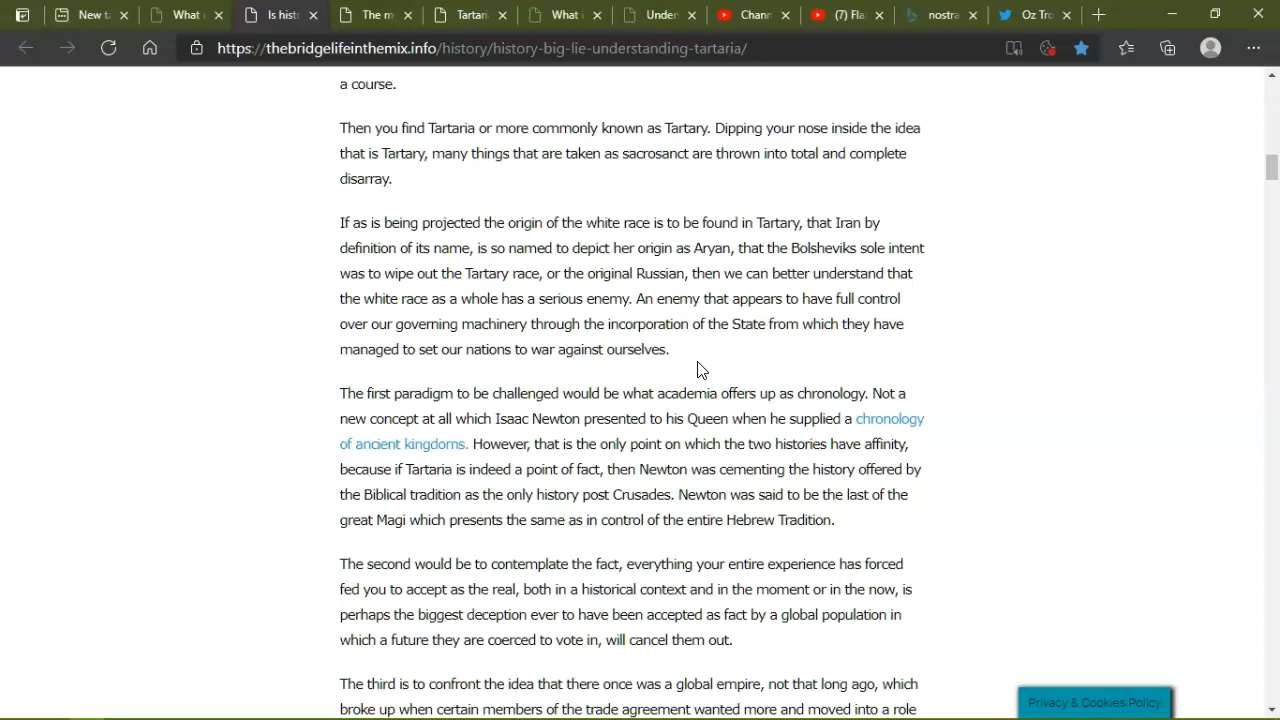 New ta
What i
Is histo
The m
Tartari
What i
Under
Chann
(7) Fla
nostra
Oz Tro
https://thebridgelifeinthemix.info/history/history-big-lie-understanding-tartaria/
a course.
Then you find Tartaria or more commonly known as Tartary. Dipping your nose inside the idea
that is Tartary, many things that are taken as sacrosanct are thrown into total and complete
disarray.
If as is being projected the origin of the white race is to be found in Tartary, that Iran by
definition of its name, is so named to depict her origin as Aryan, that the Bolsheviks sole intent
was to wipe out the Tartary race, or the original Russian, then we can better understand that
the white race as a whole has a serious enemy. An enemy that appears to have full control
over our governing machinery through the incorporation of the State from which they have
managed to set our nations to war against ourselves.
The first paradigm to be challenged would be what academia offers up as chronology. Not a
new concept at all which Isaac Newton presented to his Queen when he supplied a chronology
of ancient kingdoms. However, that is the only point on which the two histories have affinity,
because if Tartaria is indeed a point of fact, then Newton was cementing the history offered by
the Biblical tradition as the only history post Crusades. Newton was said to be the last of the
great Magi which presents the same as in control of the entire Hebrew Tradition.
The second would be to contemplate the fact, everything your entire experience has forced
fed you to accept as the real, both in a historical context and in the moment or in the now, is
perhaps the biggest deception ever to have been accepted as fact by a global population in
which a future they are coerced to vote in, will cancel them out.
The third is to confront the idea that there once was a global empire, not that long ago, which
broke up when certain members of the trade agreement wanted more and moved into a role
Privacy & Cookies Policy